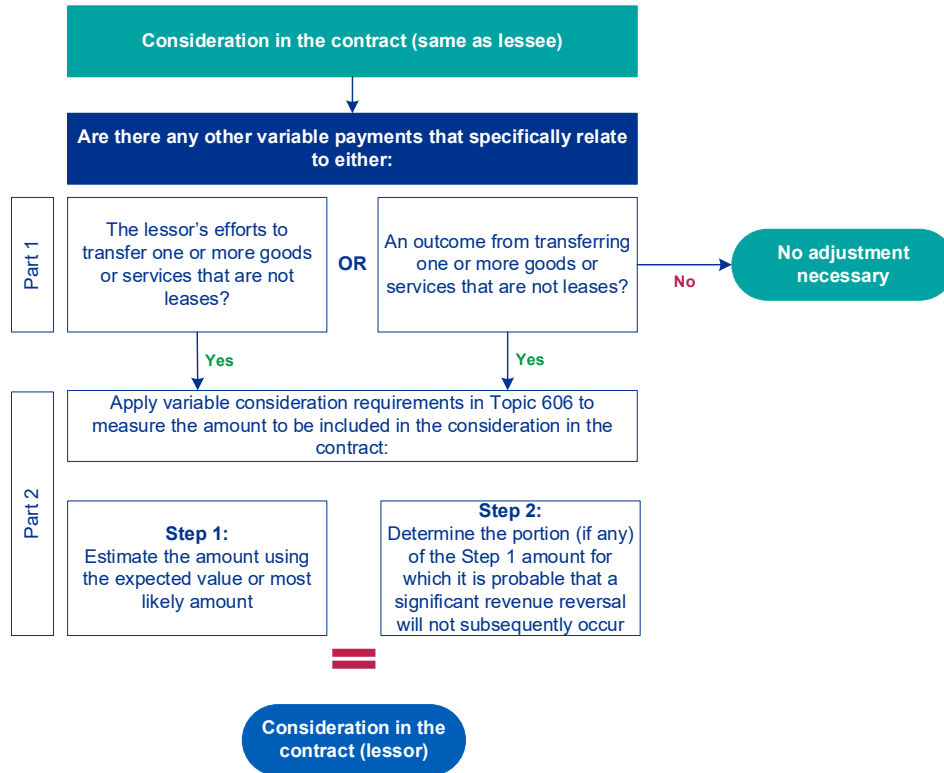 Consideration in the contract (same as lessee)
Are there any other variable payments that specifically relate
to either:
Part 1
The lessor’s efforts to
transfer one or more goods
or services that are not
leases?
OR
An outcome from transferring
one or more goods or
services that are not leases?
No
No adjustment
necessary
Yes
Yes
Part 2
Apply variable consideration requirements in Topic 606 to
measure the amount to be included in the consideration in the
contract:
Step 1:
Estimate the amount using
the expected value or most
likely amount
Step 2:
Determine the portion (if any)
of the Step 1 amount for
which it is probable that a
significant revenue reversal
will not subsequently occur
Consideration in the
contract (lessor)